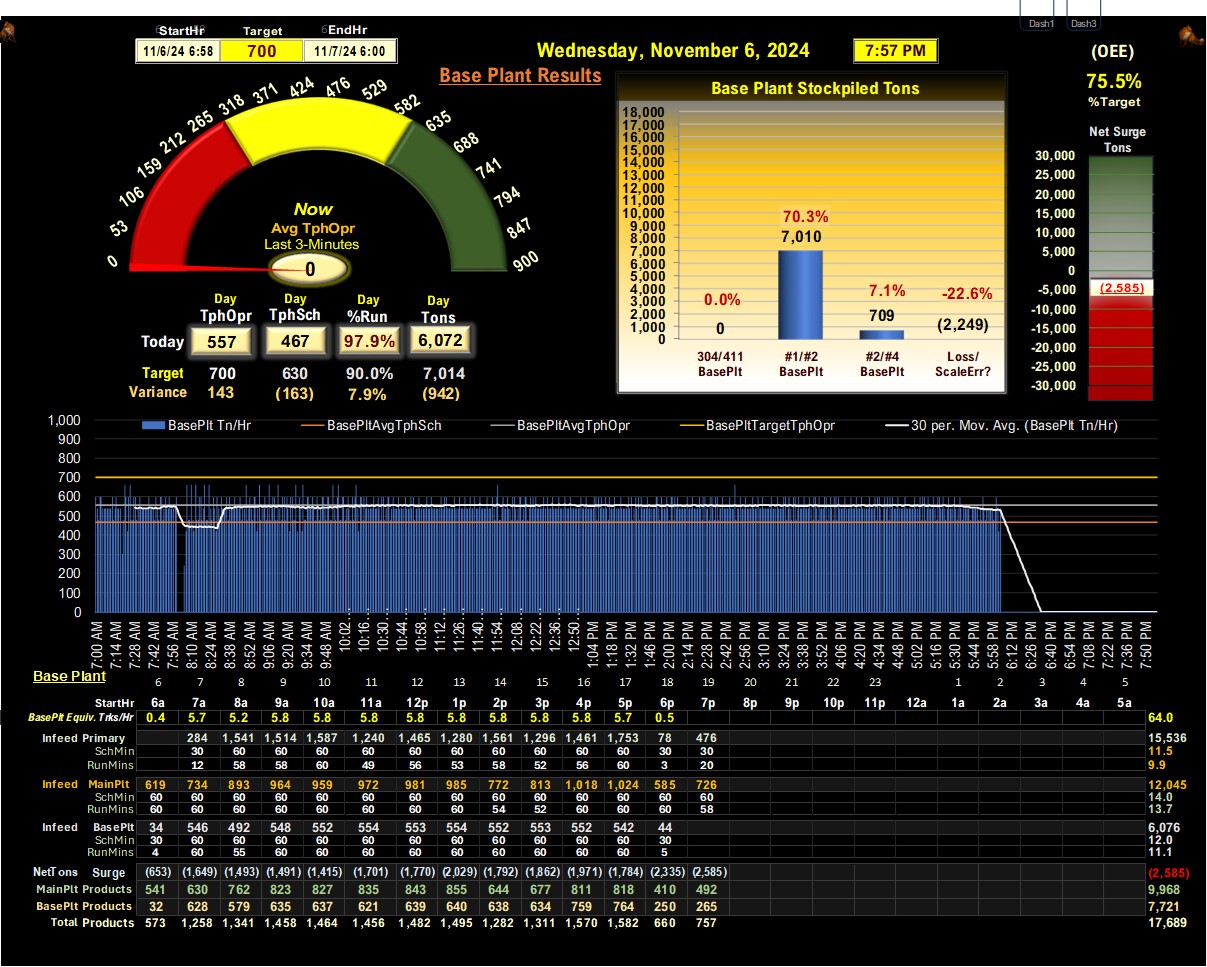 Dash1 Dash3
StartHr Target EndHr
11/6/24 6:58 700 11/7/24 6:00
Wednesday, November 6, 2024 7:57 PM
Base Plant Results
(OEE)
75.5%
%Target
0 53 106 159 212 265 318 371 424 476 529 582 635 688 741 794 847 900
Now
Avg TphOpr
Last 3-Minutes
0
Day Day Day Day
TphOpr TphSch %Run Tons
Today 557 467 97.9% 6,072
Target 700 630 90.0% 7,014
Variance 143 (163) 7.9% (942)
Base Plant Stockpiled Tons
18,000
17,000
16,000
15,000
14,000
13,000
12,000
11,000
10,000
9,000
8,000
7,000
6,000
5,000
4,000
3,000
2,000
1,000
0
0.0% 70.3% 7.1% -22.6%
0 7,010 709 (2,249)
304/411 #1/#2 #2/#4 Loss/
BasePlt BasePlt BasePlt ScaleErr?
Net Surge
Tons
30,000
25,000
20,000
15,000
10,000
5,000
0
-5,000
-10,000
-15,000
-20,000
-25,000
-30,000
(2,585)
BasePlt Tn/Hr BasePltAvgTphSch BasePltAvgTphOpr BasePltTargetTphOpr 30 per. Mov. Avg. (BasePlt Tn/Hr)
1,000
900
800
700
600
500
400
300
200
100
0
7:00 AM 7:14 AM 7:28 AM 7:42 AM 7:56 AM 8:10 AM 8:24 AM 8:38 AM 8:52 AM 9:06 AM 9:20 AM 9:34 AM 9:48 AM 10:02… 10:16… 10:30… 10:44… 10:58… 11:12… 11:26… 11:40… 11:54… 12:08… 12:22… 12:36… 12:50… 1:04 PM 1:18 PM 1:32 PM 1:46 PM 2:00 PM 2:14 PM 2:28 PM 2:42 PM 2:56 PM 3:10 PM 3:24 PM 3:38 PM 3:52 PM 4:06 PM 4:20 PM 4:34 PM 4:48 PM 5:02 PM 5:16 PM 5:30 PM 5:44 PM 5:58 PM 6:12 PM 6:26 PM 6:40 PM 6:54 PM 7:08 PM 7:22 PM 7:36 PM 7:50 PM
Base Plant
6 7 8 9 10 11 12 13 14 15 16 17 18 19 20 21 22 23 1 2 3 4 5
StartHr 6a 7a 8a 9a 10a 11a 12p 1p 2p 3p 4p 5p 6p 7p 8p 9p 10p 11p 12a 1a 2a 3a 4a 5a
BasePlt Equiv. Trks/Hr 0.4 5.7 5.2 5.8 5.8 5.8 5.8 5.8 5.8 5.8 5.8 5.7 0.5 64.0
Infeed Primary 284 1,541 1,514 1,587 1,240 1,465 1,280 1,561 1,296 1,461 1,753 78 476 15,536
SchMin 30 60 60 60 60 60 60 60 60 60 60 30 30 11.5
RunMins 12 58 58 60 49 56 53 58 52 56 60 3 20 9.9
Infeed MainPlt 619 734 893 964 959 972 981 985 772 813 1,018 1,024 585 726 12,045
SchMin 60 60 60 60 60 60 60 60 60 60 60 60 60 60 14.0
RunMins 60 60 60 60 60 60 60 60 54 52 60 60 60 58 13.7
Infeed BasePlt 34 546 492 548 552 554 553 554 552 553 552 542 44 6,076
SchMin 30 60 60 60 60 60 60 60 60 60 60 60 30 12.0
RunMins 4 60 55 60 60 60 60 60 60 60 60 60 5 11.1
NetTons Surge (653) (1,649) (1,493) (1,491) (1,415) (1,701) (1,770) (2,029) (1,792) (1,862) (1,971) (1,784) (2,335) (2,585) (2,585)
MainPlt Products 541 630 762 823 827 835 843 855 644 677 811 818 410 492 9,968
BasePlt Products 32 628 579 635 637 621 639 640 638 634 759 764 250 265 7,721
Total Products 573 1,258 1,341 1,458 1,464 1,456 1,482 1,495 1,282 1,311 1,570 1,582 660 757 17,689